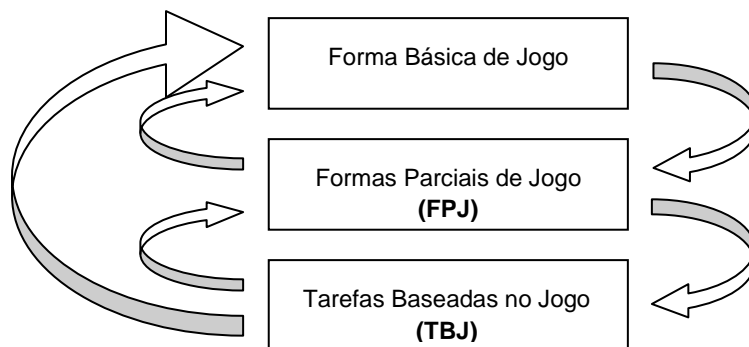 Forma Básica de Jogo
Formas Parciais de Jogo
(FPJ)
Tarefas Baseadas no Jogo
(TBJ)